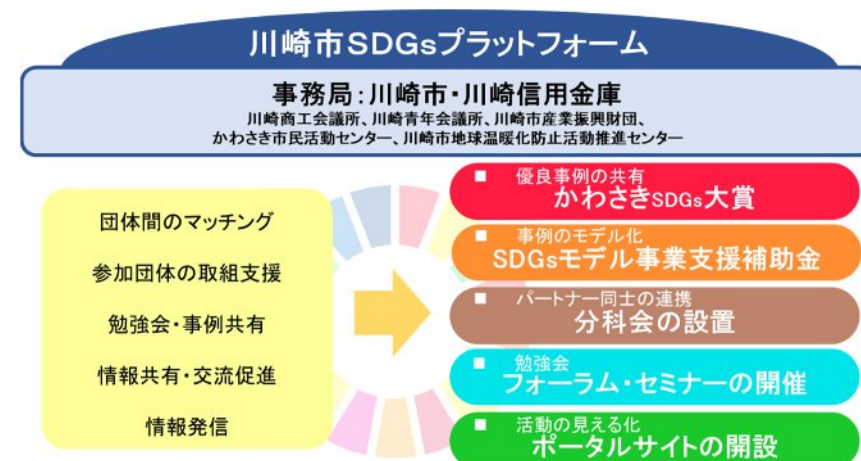 川崎市SDGsプラットフォーム
事務局：川崎市・川崎信用金庫
川崎商工会議所、川崎青年会議所、川崎市産業振興財団、
かわさき市民活動センター、川崎市地球温暖化防止活動推進センター
団体間のマッチング
参加団体の取組支援
勉強会・事例共有
情報共有・交流促進
情報発信
■ 優良事例の共有
かわさきSDGs大賞
■ 事例のモデル化
SDGsモデル事業支援補助金
■ パートナー同士の連携
分科会の設置
■ 勉強会
フォーラム・セミナーの開催
■ 活動の見える化
ポータルサイトの開設